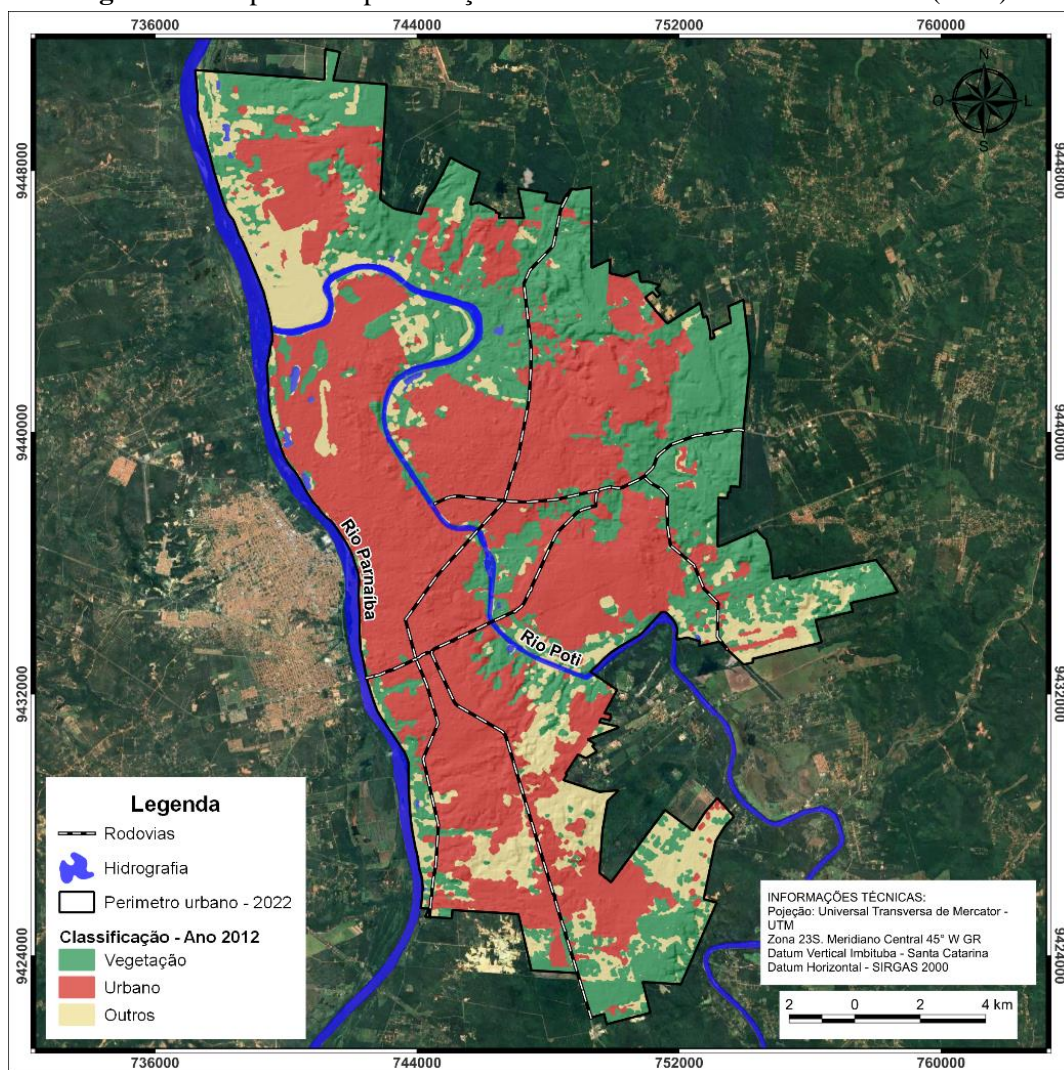 736000 744000 752000 760000
N
O L
S
9448000 9448000
9440000 9440000
Rio Parnaíba
Rio Poti
9432000 9432000
Legenda
Rodovias
Hidrografia
Perimetro urbano - 2022
Classificação - Ano 2012
Vegetação
Urbano
Outros
INFORMAÇÕES TÉCNICAS:
Pojeção: Universal Transversa de Mercator -
UTM
Zona 23S. Meridiano Central 45° W GR
Datum Vertical Imbituba - Santa Catarina
Datum Horizontal - SIRGAS 2000
9424000 9424000
2 0 2 4 km
736000 744000 752000 760000